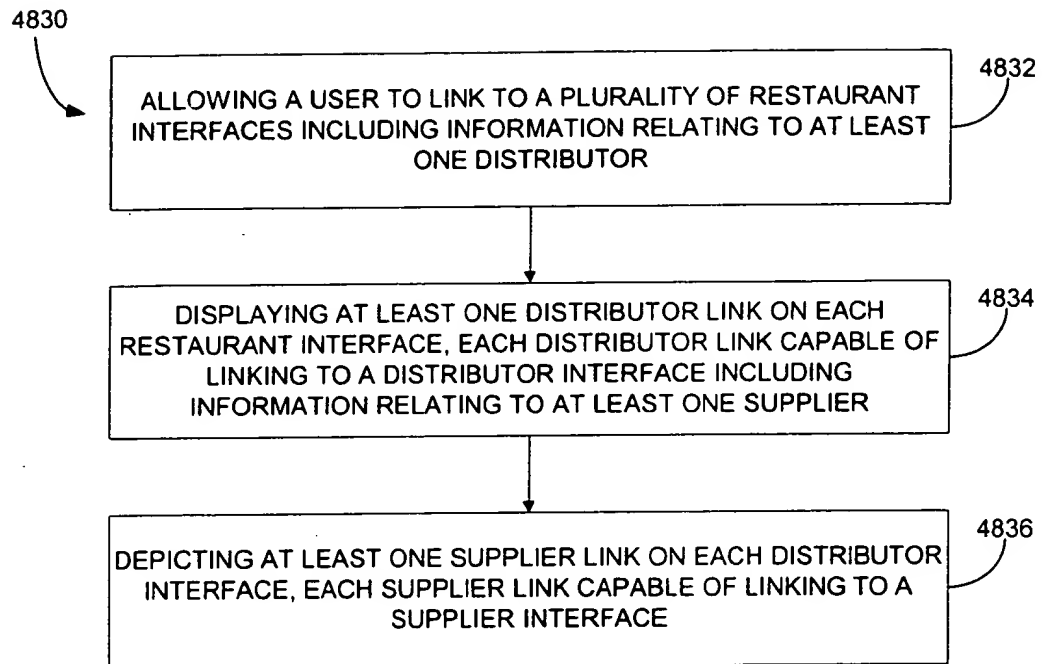 4830
4832
ALLOWING A USER TO LINK TO A PLURALITY OF RESTAURANT
INTERFACES INCLUDING INFORMATION RELATING TO AT LEAST
ONE DISTRIBUTOR
4834
DISPLAYING AT LEAST ONE DISTRIBUTOR LINK ON EACH
RESTAURANT INTERFACE, EACH DISTRIBUTOR LINK CAPABLE OF
LINKING TO A DISTRIBUTOR INTERFACE INCLUDING
INFORMATION RELATING TO AT LEAST ONE SUPPLIER
4836
DEPICTING AT LEAST ONE SUPPLIER LINK ON EACH DISTRIBUTOR
INTERFACE, EACH SUPPLIER LINK CAPABLE OF LINKING TO A
SUPPLIER INTERFACE